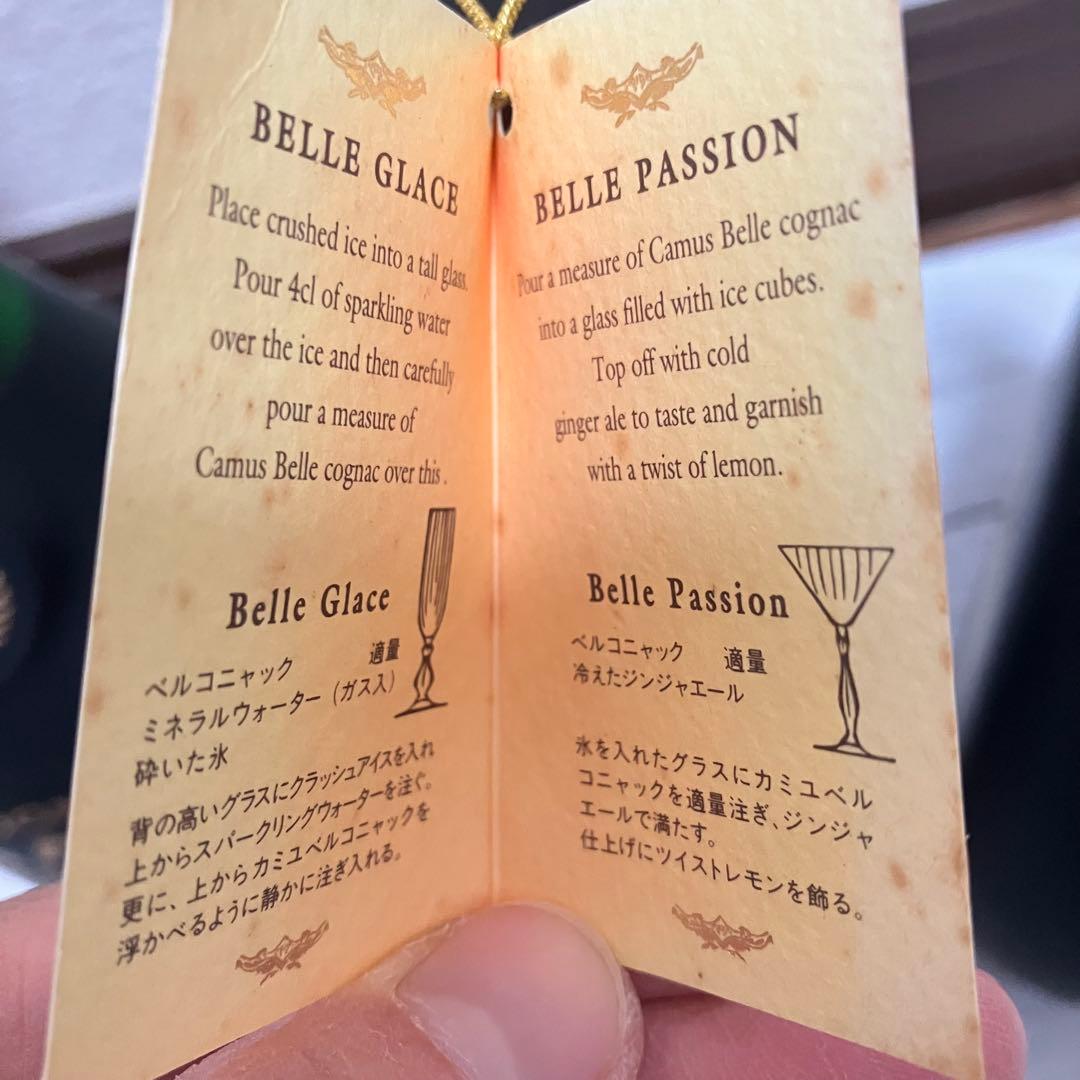 BELLE GLACE
Place crushed ice into a tall glass.
Pour 4cl of sparkling water
over the ice and then carefully
pour a measure of
Camus Belle cognac over this.
Belle Glace
ベルコニャック 適量
ミネラルウォーター（ガス入）
砕いた氷
背の高いグラスにクラッシュアイスを入れ
上からスパークリングウォーターを注ぐ。
更に、上からカミユベルコニャックを
浮かべるように静かに注ぎ入れる。
BELLE PASSION
Pour a measure of Camus Belle cognac
into a glass filled with ice cubes.
Top off with cold
ginger ale to taste and garnish
with a twist of lemon.
Belle Passion
ベルコニャック 適量
冷えたジンジャエール
氷を入れたグラスにカミユベル
コニャックを適量注ぎ、ジンジャ
エールで満たす。
仕上げにツイストレモンを飾る。